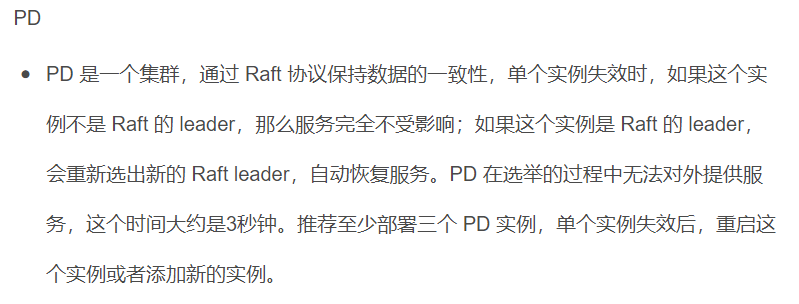 PD
● PD 是一个集群，通过 Raft 协议保持数据的一致性，单个实例失效时，如果这个实
例不是 Raft 的 leader，那么服务完全不受影响；如果这个实例是 Raft 的 leader，
会重新选出新的 Raft leader，自动恢复服务。PD 在选举的过程中无法对外提供服
务，这个时间大约是3秒钟。推荐至少部署三个 PD 实例，单个实例失效后，重启这
个实例或者添加新的实例。